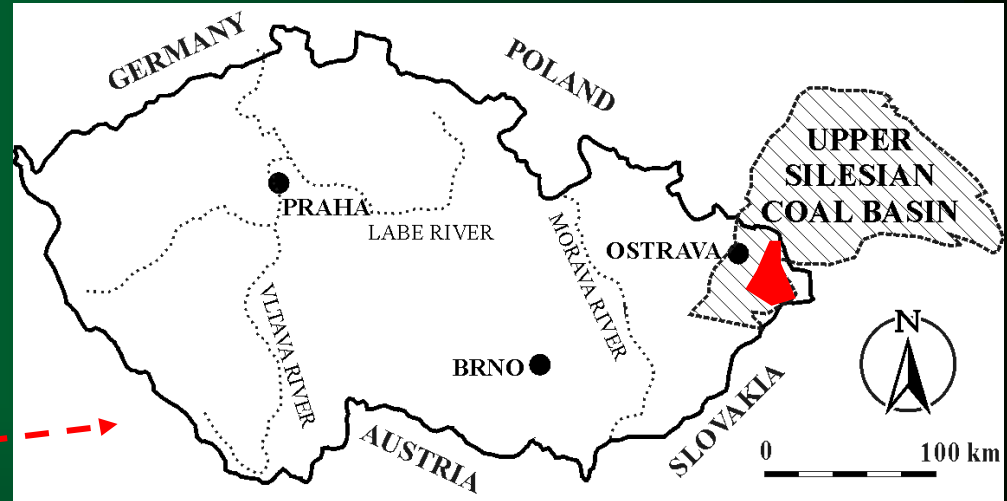 GERMANY
POLAND
UPPER
SILESIAN
COAL BASIN
PRAHA
LABE RIVER
MORAVA RIVER
OSTRAVA
VLTAVA RIVER
BRNO
N
SLOVAKIA
AUSTRIA
0 100 km